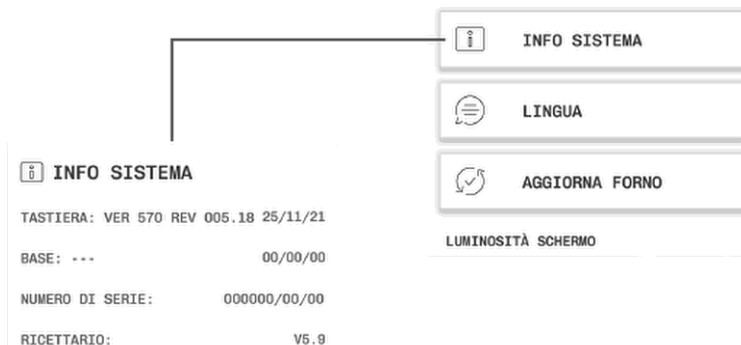 INFO SISTEMA
LINGUA
AGGIORNA FORNO
LUMINOSITÀ SCHERMO
INFO SISTEMA
TASTIERA: VER 570 REV 005.18 25/11/21
BASE: --- 00/00/00
NUMERO DI SERIE: 000000/00/00
RICETTARIO: V5.9